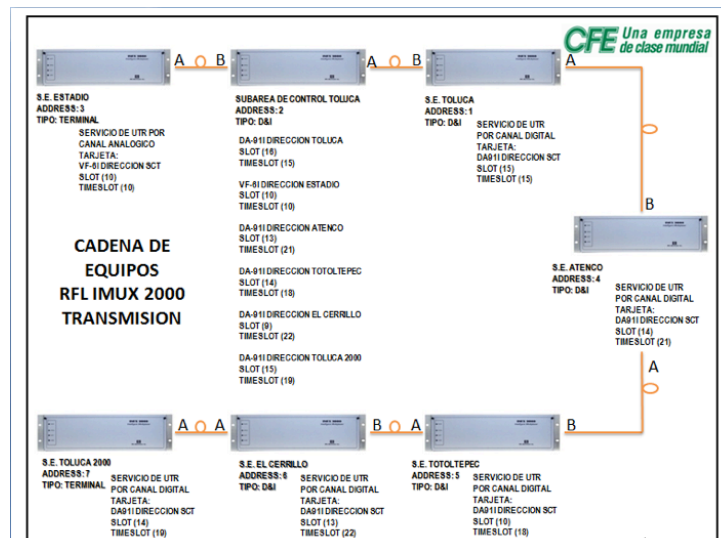 CFE Una empresa
de clase mundial
A B
A B
A
S.E. ESTADIO
ADDRESS: 3
TIPO: TERMINAL
SERVICIO DE UTR POR
CANAL ANALOGICO
TARJETA:
VF-6I DIRECCION SCT
SLOT (10)
TIMESLOT (10)
SUBAREA DE CONTROL TOLUCA
ADDRESS: 2
TIPO: D&I
DA-91I DIRECCION TOLUCA
SLOT (16)
TIMESLOT (15)
VF-6I DIRECCION ESTADIO
SLOT (10)
TIMESLOT (10)
DA-91I DIRECCION ATENCO
SLOT (13)
TIMESLOT (21)
DA-91I DIRECCION TOTOLTEPEC
SLOT (14)
TIMESLOT (18)
DA-91I DIRECCION EL CERRILLO
SLOT (9)
TIMESLOT (22)
DA-91I DIRECCION TOLUCA 2000
SLOT (15)
TIMESLOT (19)
S.E. TOLUCA
ADDRESS: 1
TIPO: D&I
SERVICIO DE UTR
POR CANAL DIGITAL
TARJETA:
DA91I DIRECCION SCT
SLOT (15)
TIMESLOT (15)
B
CADENA DE
EQUIPOS
RFL IMUX 2000
TRANSMISION
S.E. ATENCO
ADDRESS: 4
TIPO: D&I
SERVICIO DE UTR
POR CANAL DIGITAL
TARJETA:
DA91I DIRECCION SCT
SLOT (14)
TIMESLOT (21)
A
A A
B A
B
S.E. TOLUCA 2000
ADDRESS: 7
TIPO: TERMINAL
SERVICIO DE UTR
POR CANAL DIGITAL
TARJETA:
DA91I DIRECCION SCT
SLOT (14)
TIMESLOT (19)
S.E. EL CERRILLO
ADDRESS: 6
TIPO: D&I
SERVICIO DE UTR
POR CANAL DIGITAL
TARJETA:
DA91I DIRECCION SCT
SLOT (13)
TIMESLOT (22)
S.E. TOTOLTEPEC
ADDRESS: 5
TIPO: D&I
SERVICIO DE UTR
POR CANAL DIGITAL
TARJETA:
DA91I DIRECCION SCT
SLOT (10)
TIMESLOT (18)